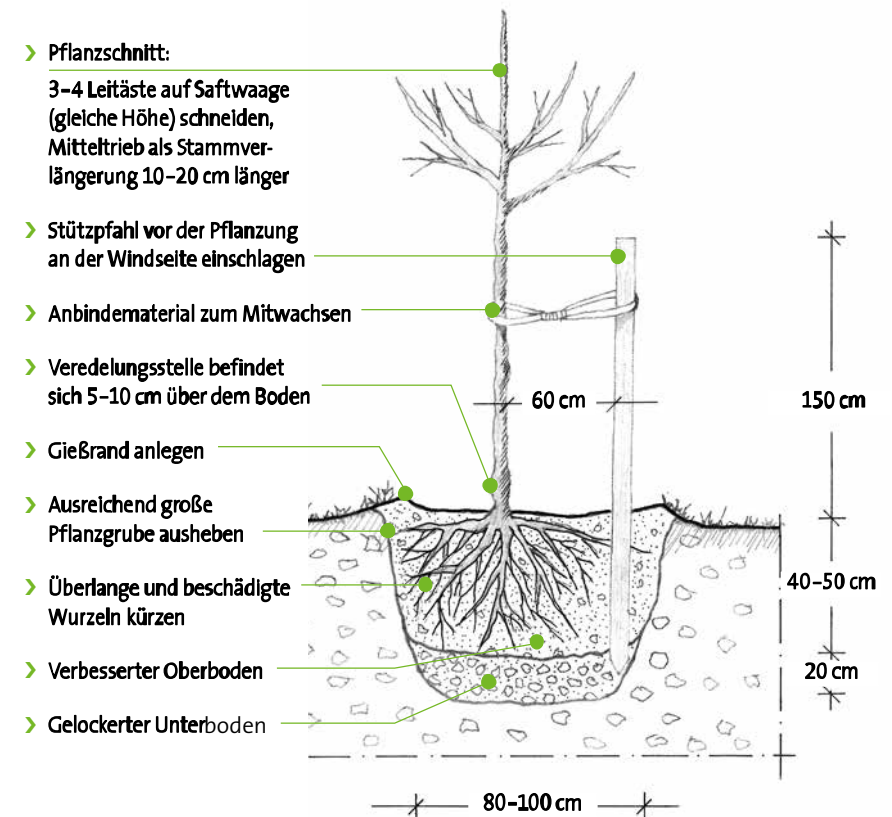 › Pflanzschnitt:
3–4 Leitäste auf Saftwaage
(gleiche Höhe) schneiden,
Mitteltrieb als Stammver-
längerung 10–20 cm länger
› Stützpfahl vor der Pflanzung
an der Windseite einschlagen
› Anbindematerial zum Mitwachsen
› Veredelungsstelle befindet
sich 5–10 cm über dem Boden
› Gießrand anlegen
› Ausreichend große
Pflanzgrube ausheben
› Überlange und beschädigte
Wurzeln kürzen
› Verbesserter Oberboden
› Gelockerter Unterboden
60 cm
150 cm
40–50 cm
20 cm
80–100 cm